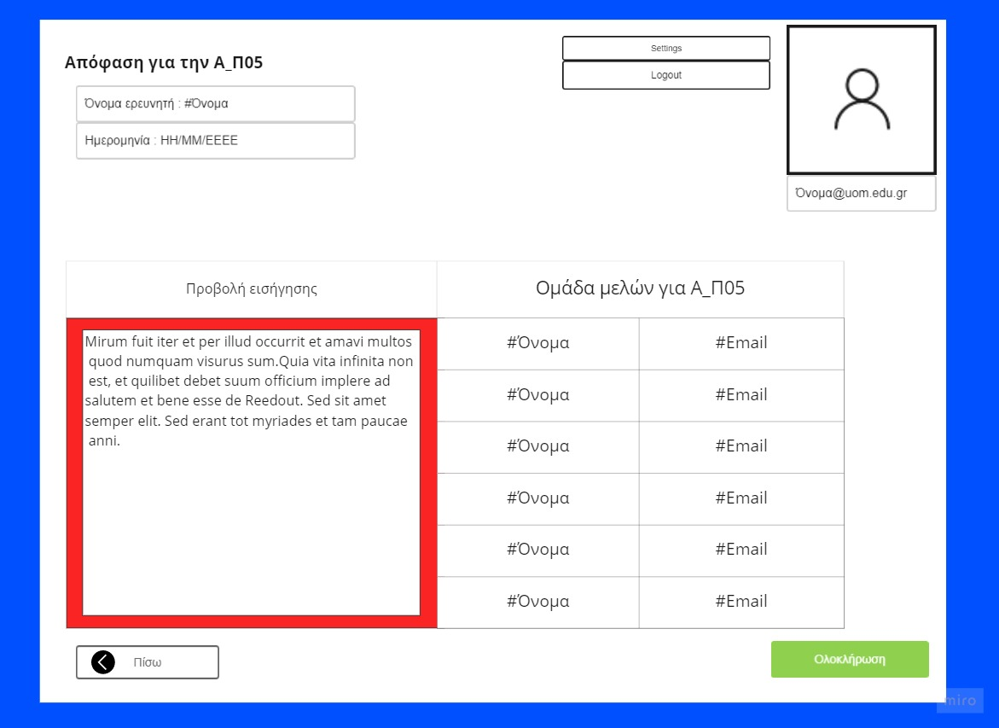 Απόφαση για την Α_Π05
Settings
Logout
Όνομα ερευνητή : #Όνομα
Ημερομηνία : ΗΗ/ΜΜ/ΕΕΕΕ
Όνομα@uom.edu.gr
Προβολή εισήγησης
Mirum fuit iter et per illud occurrit et amavi multos
quod numquam visurus sum.Quia vita infinita non
est, et quilibet debet suum officium implere ad
salutem et bene esse de Reedout. Sed sit amet
semper elit. Sed erant tot myriades et tam paucae
anni.
Ομάδα μελών για Α_Π05
#Όνομα #Email
#Όνομα #Email
#Όνομα #Email
#Όνομα #Email
#Όνομα #Email
#Όνομα #Email
Πίσω
Ολοκλήρωση
miro